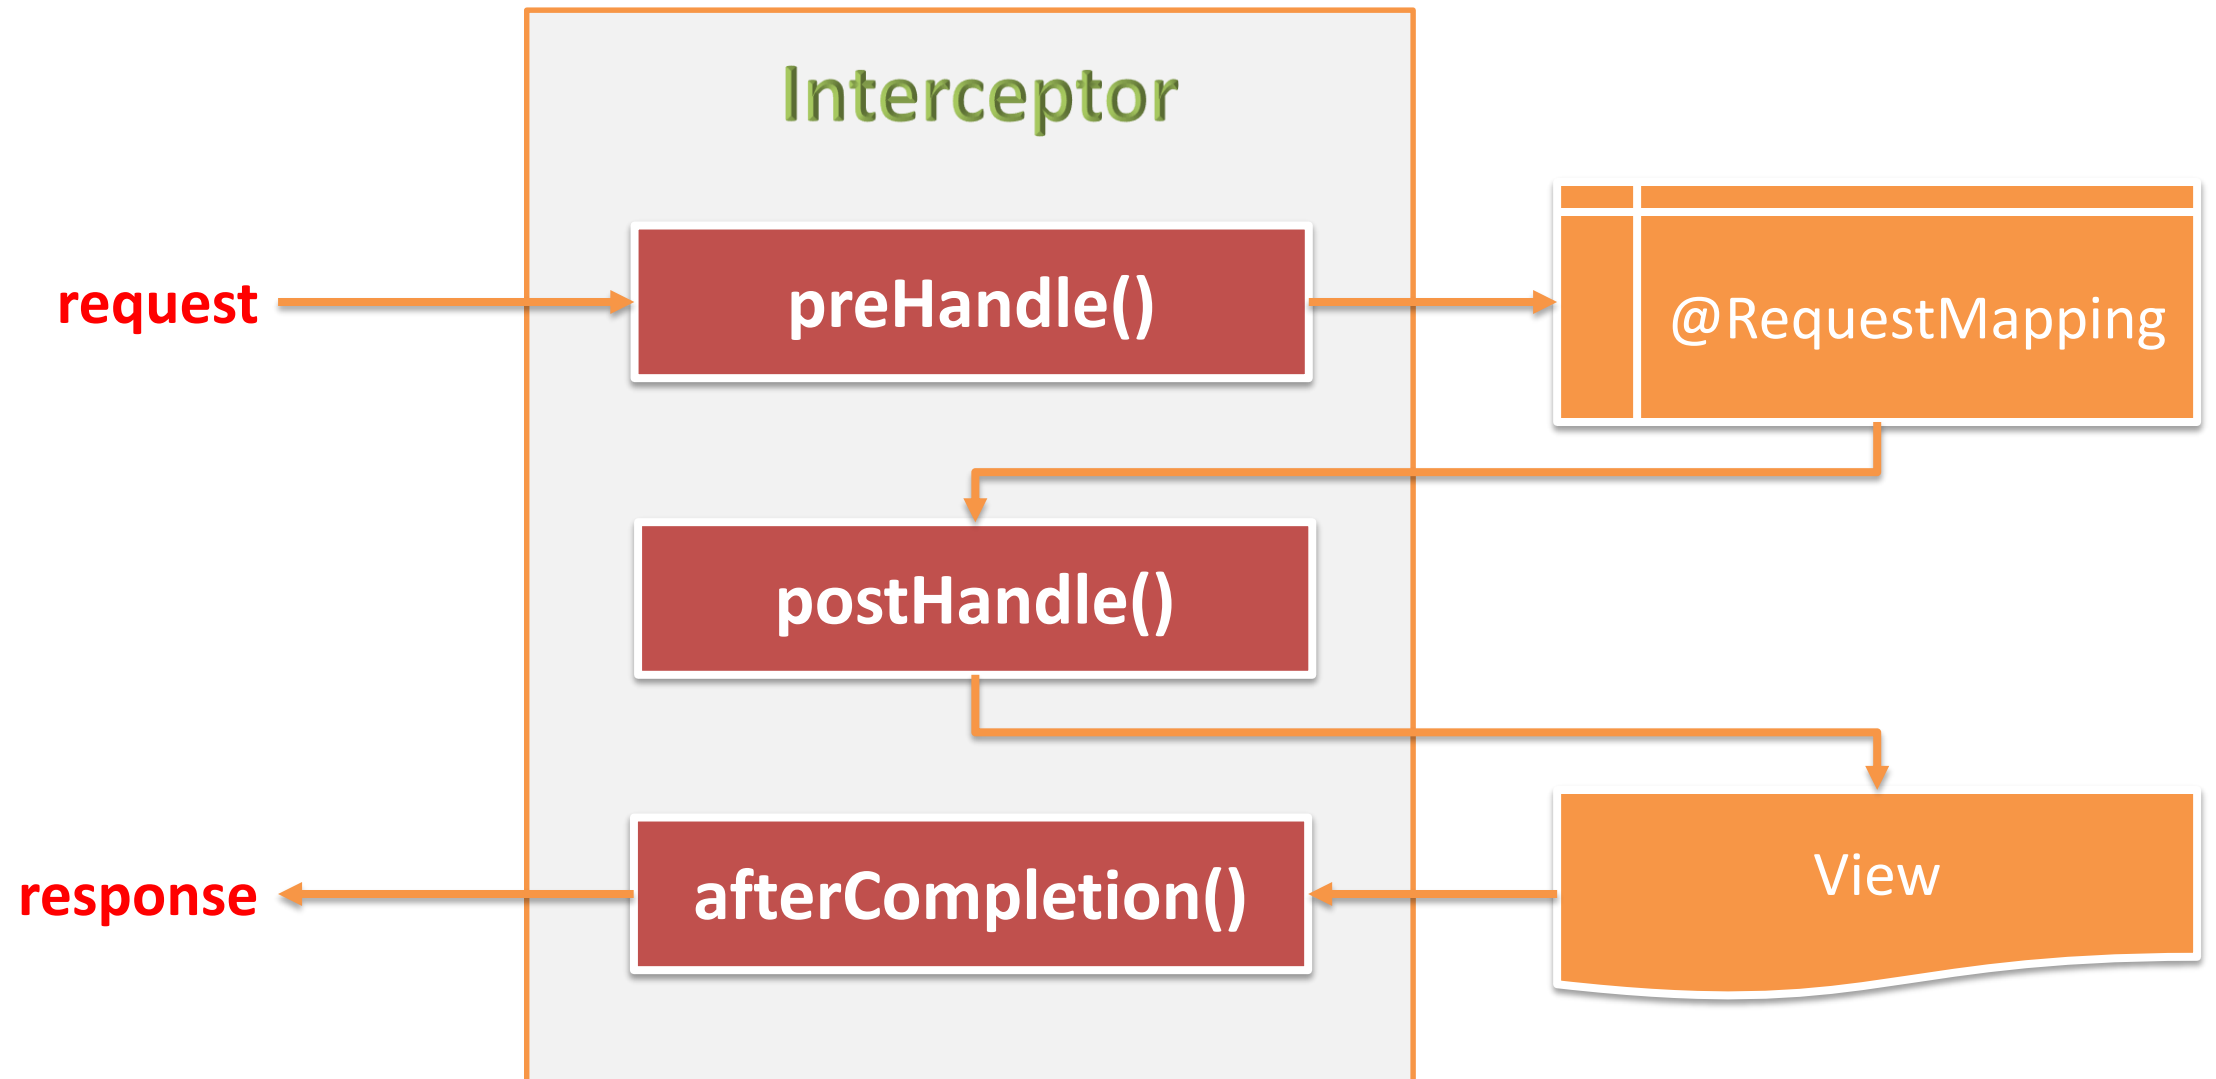 Interceptor
request
preHandle()
@RequestMapping
postHandle()
response
afterCompletion()
View